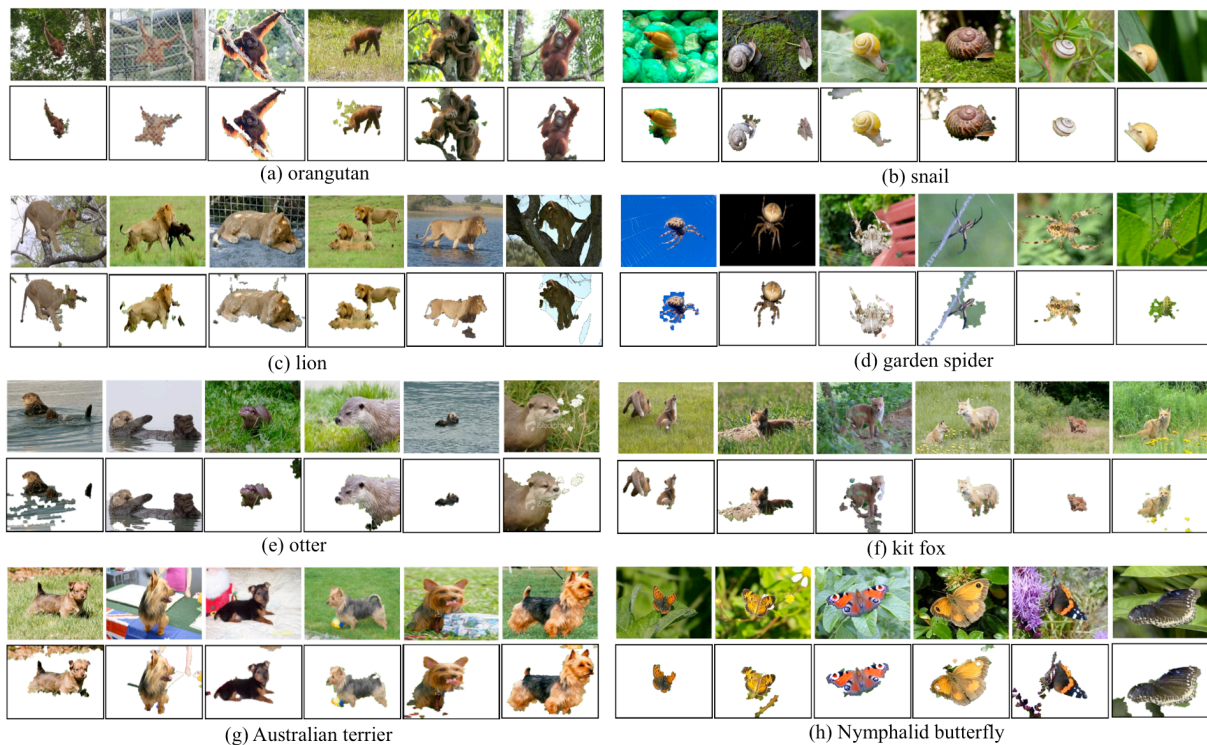 (a) orangutan
(b) snail
(c) lion
(d) garden spider
(e) otter
(f) kit fox
(g) Australian terrier
(h) Nymphalid butterfly